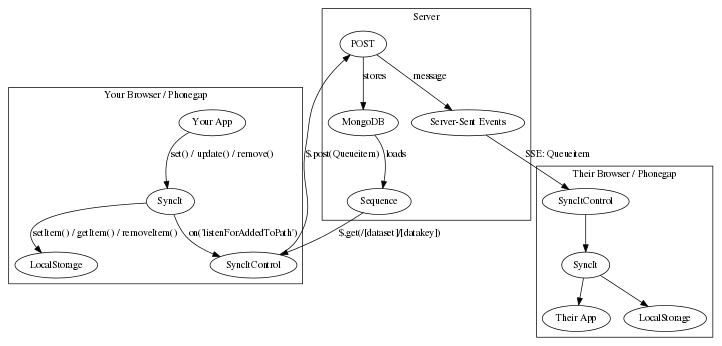 Server
POST
stores
message
Your Browser / Phonegap
Your App
MongoDB
Server-Sent Events
set() / update() / remove()
$.post(Queueitem)
loads
SSE: Queueitem
Their Browser / Phonegap
SyncIt
Sequence
SyncItControl
setItem() / getItem() / removeItem()
on('listenForAddedToPath')
$.get(/[dataset]/[datakey])
LocalStorage
SyncItControl
SyncIt
Their App
LocalStorage